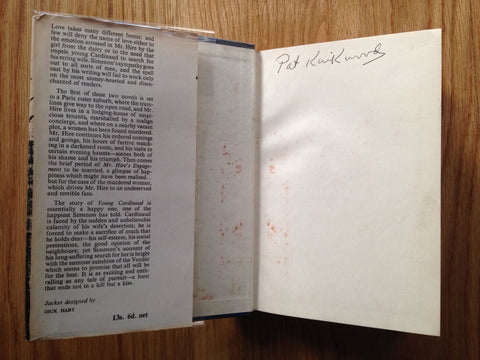 Love takes many different forms; and
few will deny the name of love either to
the emotion aroused in Mr. Hire by the
girl from the dairy or to the need that
impels young Cardinaud to search for
his erring wife. Simenon's sympathy goes
out to all sorts of men, and the spell
cast by his writing will fail to work only
on the most stoney-hearted and disen-
chanted of readers.
The first of these two novels is set
in a Paris outer suburb, where the tram-
lines give way to the open road, and Mr.
Hire lives in a lodging-house of suspi-
cious tenants, marshalled by a malign
concierge, and where on a nearby vacant
plot, a women has been found murdered.
Mr. Hire continues his ordered comings
and goings, his hours of furtive watch-
ing in a darkened room, and his visits to
certain evening haunts—scenes both of
his shame and his triumph. Then comes
the brief period of Mr. Hire's Engage-
ment to be married, a glimpse of hap-
piness which might have been realised—
but for the case of the murdered woman,
which drives Mr. Hire to an undeserved
and terrible fate.
The story of Young Cardinaud is
essentially a happy one, one of the
happiest Simenon has told. Cardinaud
is faced by the sudden and unbelievable
calamity of his wife's desertion; he is
forced to make a sacrifice of much that
he holds dear—his self-esteem, his social
pretentions, the good opinion of the
neighbours; yet Simenon's account of
his long-suffering search for her is bright
with the summer sunshine of the Vendée
which seems to promise that all will be
for the best. It is as exciting and enth-
ralling as any tale of pursuit—a hunt
that ends not in a kill but a kiss.
Jacket designed by
DICK HART
13s. 6d. net
Pat Kirkwood